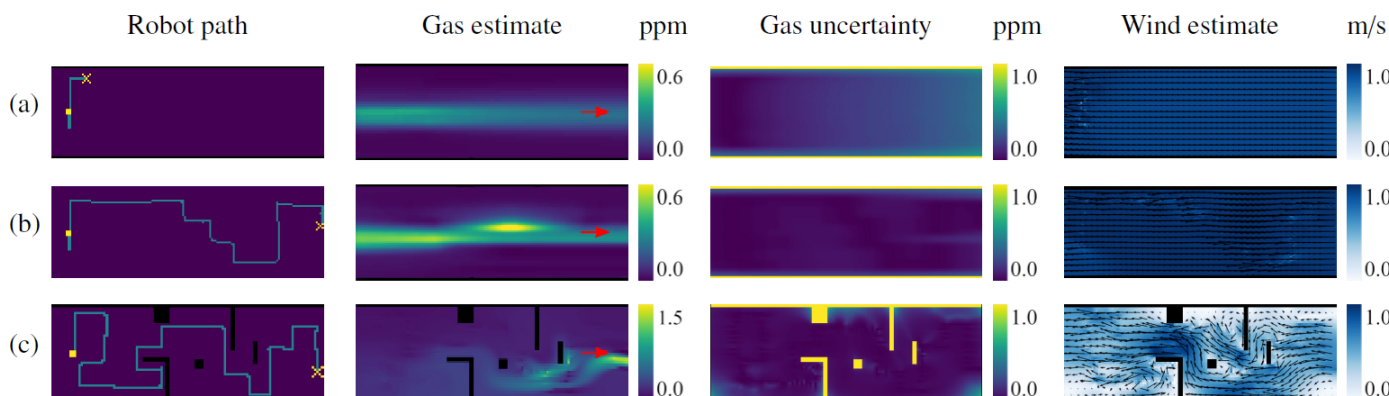 Robot path Gas estimate ppm Gas uncertainty ppm Wind estimate m/s
(a) 0.6 0.0 1.0 0.0 1.0 0.0
(b) 0.6 0.0 1.0 0.0 1.0 0.0
(c) 1.5 0.0 1.0 0.0 1.0 0.0